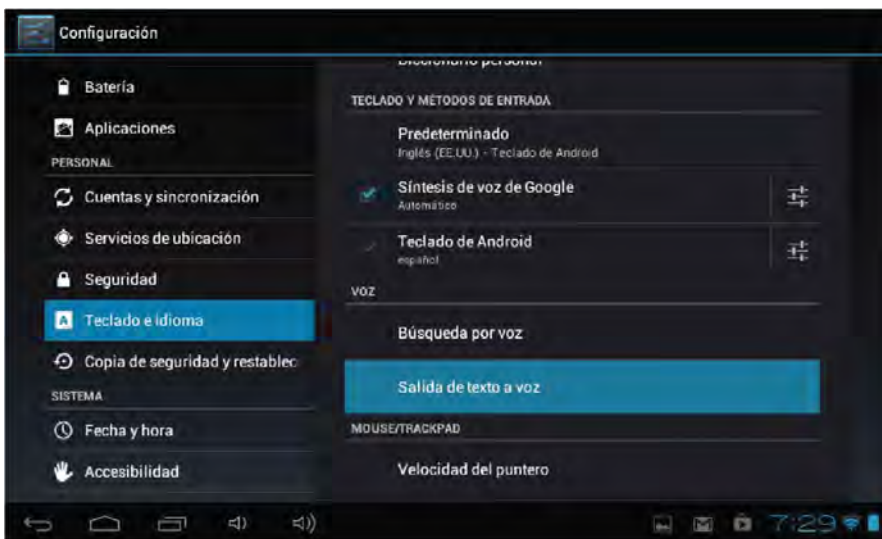 Configuración
Batería
Aplicaciones
PERSONAL
Cuentas y sincronización
Servicios de ubicación
Seguridad
A Teclado e idioma
Copia de seguridad y restablec
SISTEMA
Fecha y hora
Accesibilidad
Diccionario personal
TECLADO Y MÉTODOS DE ENTRADA
Predeterminado
Inglés (EE.UU.) - Teclado de Android
Síntesis de voz de Google
Automático
Teclado de Android
español
VOZ
Búsqueda por voz
Salida de texto a voz
MOUSE/TRACKPAD
Velocidad del puntero
7:29